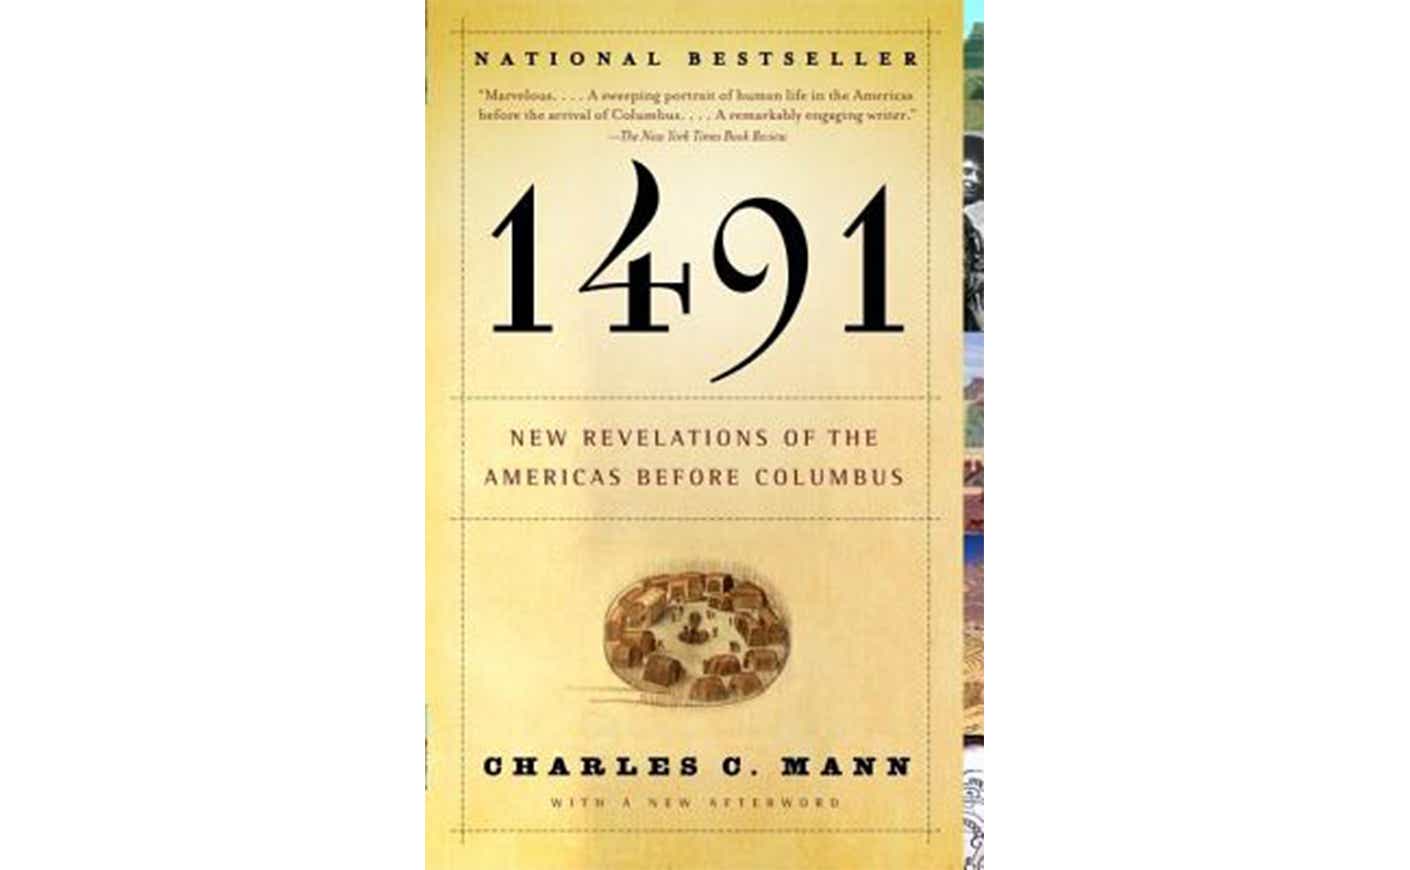 NATIONAL BESTSELLER
"Marvelous. . . . A sweeping portrait of human life in the Americas
before the arrival of Columbus. . . . A remarkably engaging writer."
—The New York Times Book Review
1491
NEW REVELATIONS OF THE
AMERICAS BEFORE COLUMBUS
CHARLES C. MANN
WITH A NEW AFTERWORD